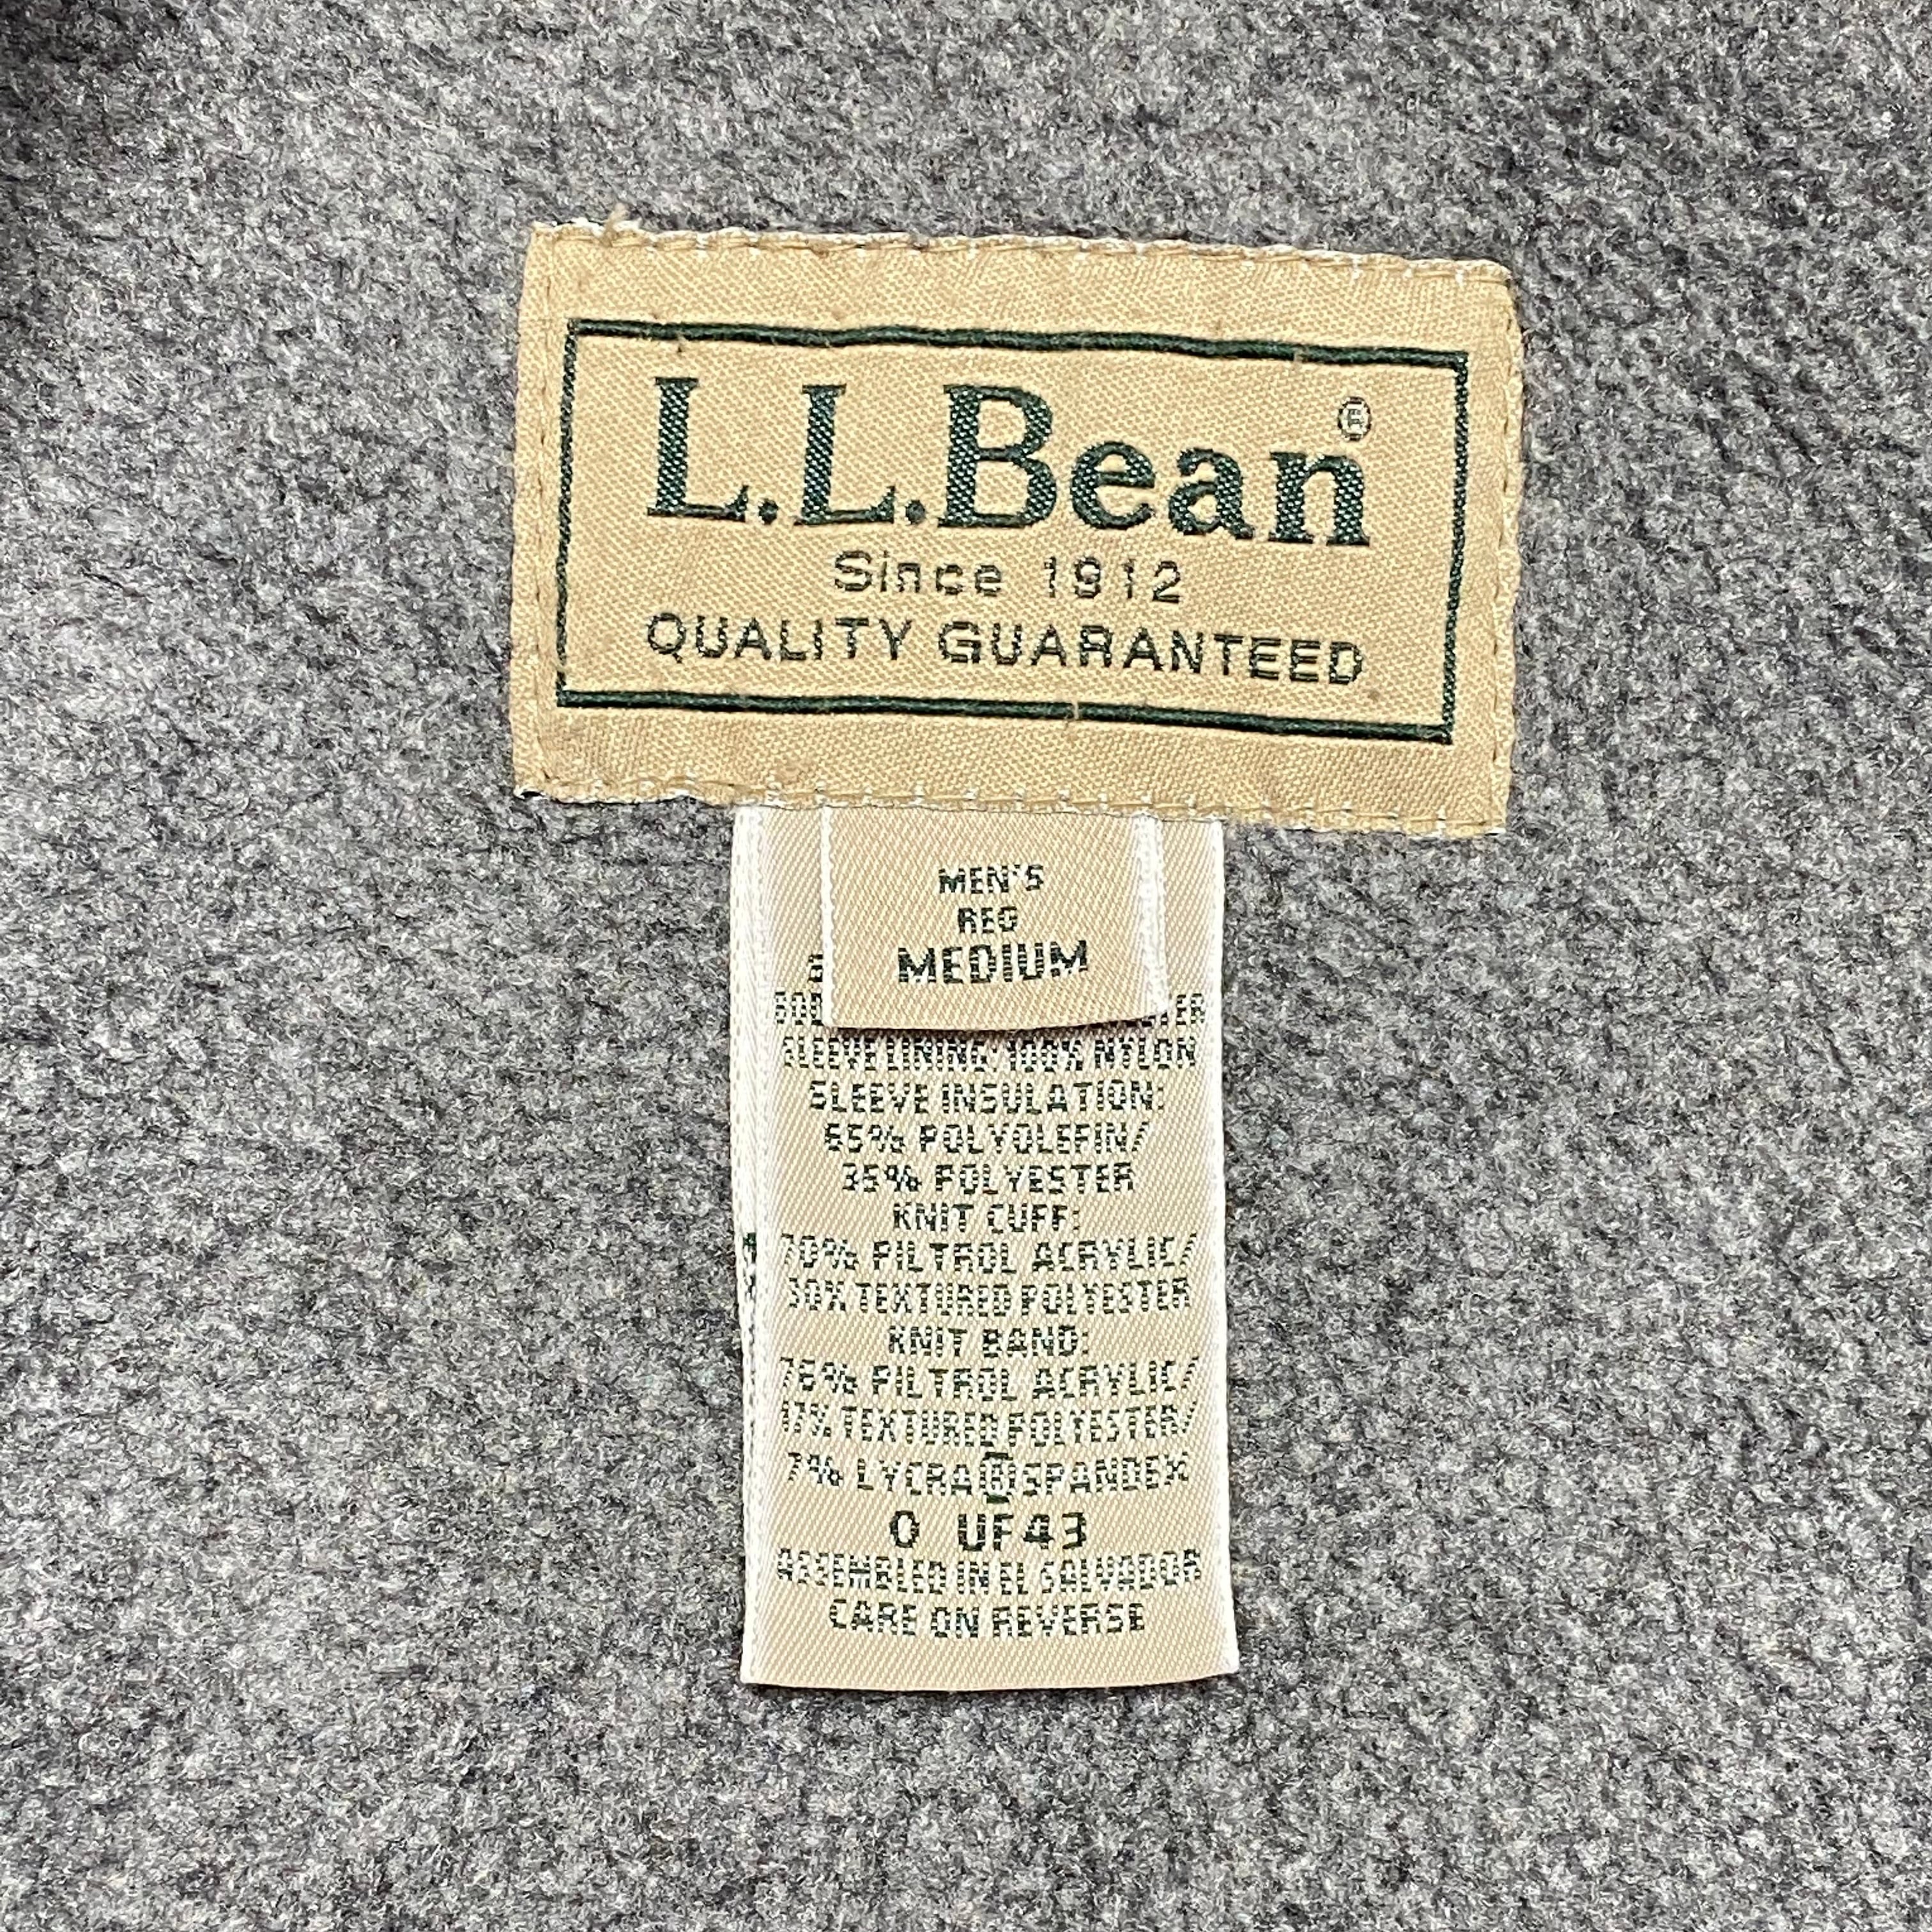 L.L.Bean®
Since 1912
QUALITY GUARANTEED
MEN'S
REG
MEDIUM
SLEEVE LINING: 100% NYLON
SLEEVE INSULATION:
65% POLYOLEFIN/
35% POLYESTER
KNIT CUFF:
70% PILTROL ACRYLIC/
30% TEXTURED POLYESTER
KNIT BAND:
76% PILTROL ACRYLIC/
17% TEXTURED POLYESTER/
7% LYCRA®SPANDEX
0 UF43
ASSEMBLED IN EL SALVADOR
CARE ON REVERSE